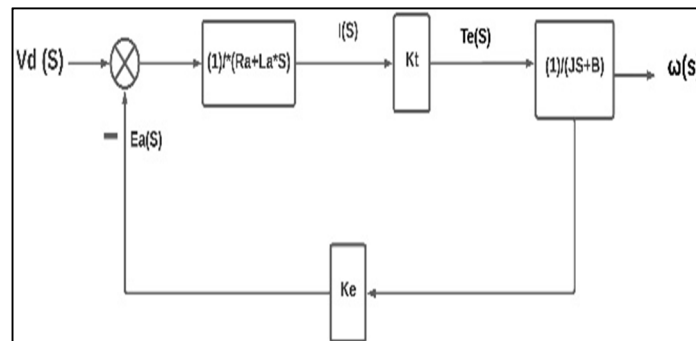 Vd (S)
(1)/*(Ra+La*S)
I(S)
Kt
Te(S)
(1)/(JS+B)
ω(s
Ea(S)
Ke